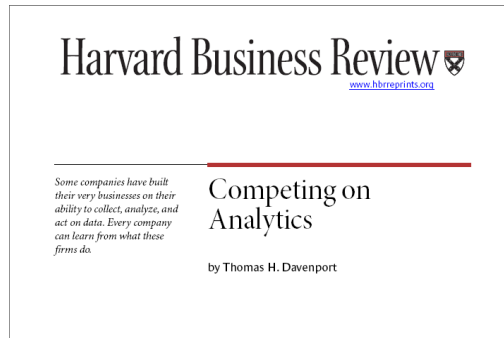 Harvard Business Review
www.hbrreprints.org
Some companies have built
their very businesses on their
ability to collect, analyze, and
act on data. Every company
can learn from what these
firms do.
Competing on
Analytics
by Thomas H. Davenport